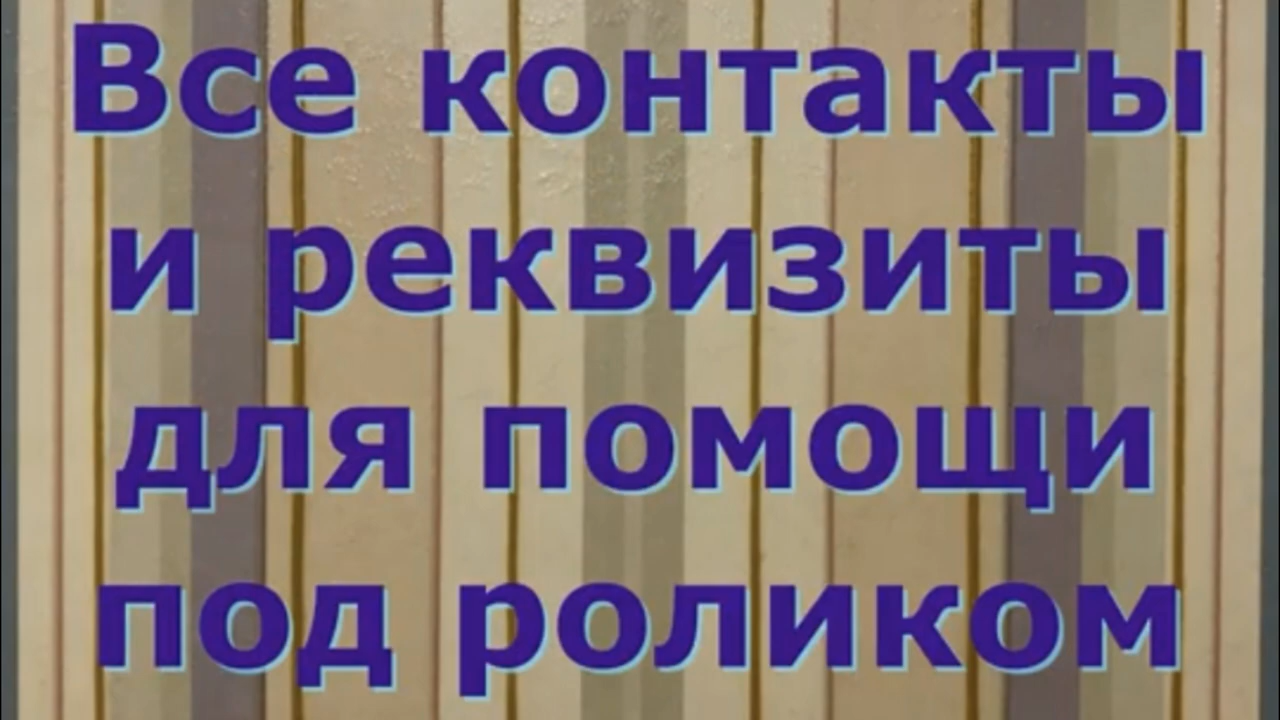 Все контакты
и реквизиты
для помощи
под роликом